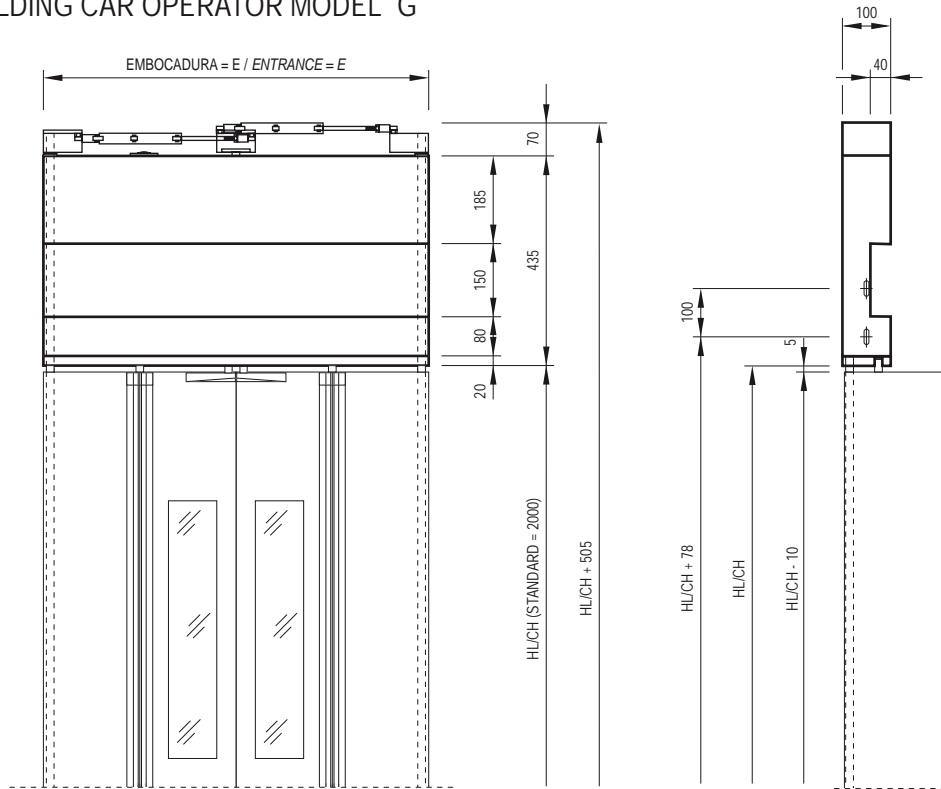 LDING CAR OPERATOR MODEL "G
EMBOCADURA = E / ENTRANCE = E
100
40
70
185
435
150
100
80
5
20
HL/CH (STANDARD = 2000)
HL/CH + 505
HL/CH + 78
HL/CH
HL/CH - 10